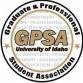 Graduate & Professional
GPSA
University of Idaho
Student Association